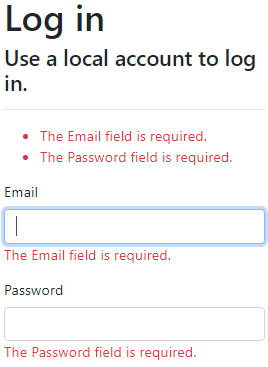 Log in
Use a local account to log
in.
The Email field is required.
The Password field is required.
Email
The Email field is required.
Password
The Password field is required.